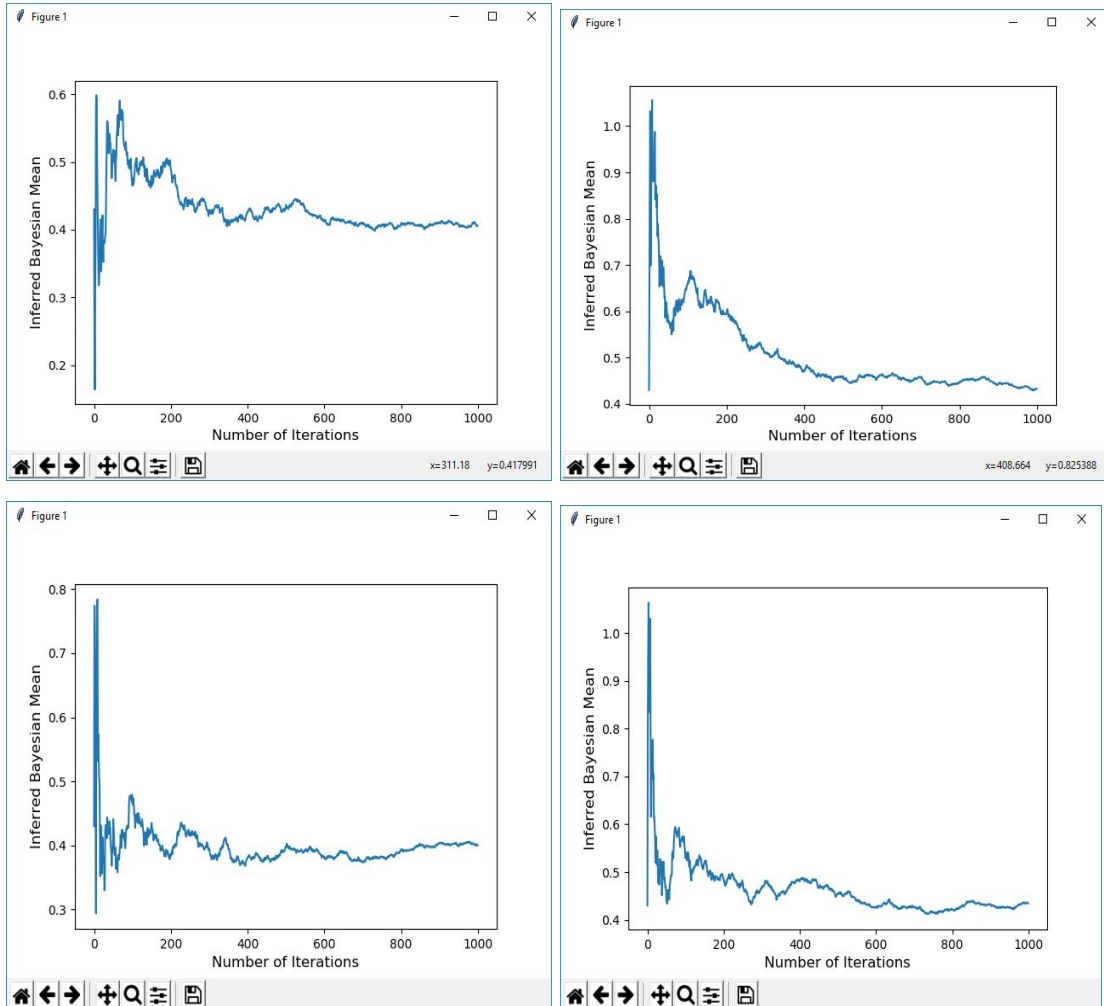 Figure 1
0.6
0.5
0.4
0.3
0.2
Inferred Bayesian Mean
0 200 400 600 800 1000
Number of Iterations
x=311.18 y=0.417991
Figure 1
1.0
0.9
0.8
0.7
0.6
0.5
0.4
Inferred Bayesian Mean
0 200 400 600 800 1000
Number of Iterations
x=408.664 y=0.825388
Figure 1
0.8
0.7
0.6
0.5
0.4
0.3
Inferred Bayesian Mean
0 200 400 600 800 1000
Number of Iterations
Figure 1
1.0
0.9
0.8
0.7
0.6
0.5
0.4
Inferred Bayesian Mean
0 200 400 600 800 1000
Number of Iterations